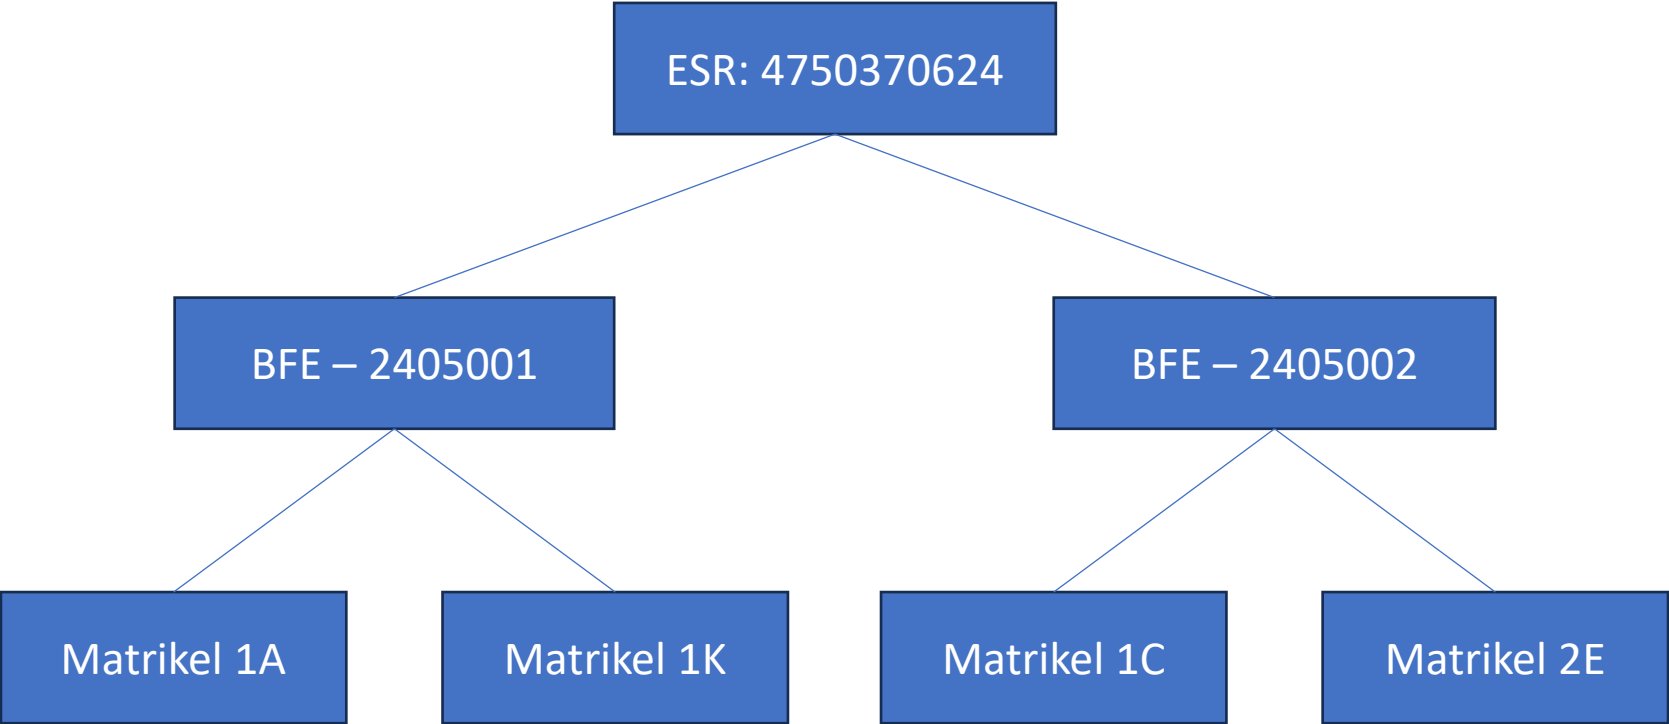 ESR: 4750370624
BFE – 2405001
BFE – 2405002
Matrikel 1A
Matrikel 1K
Matrikel 1C
Matrikel 2E